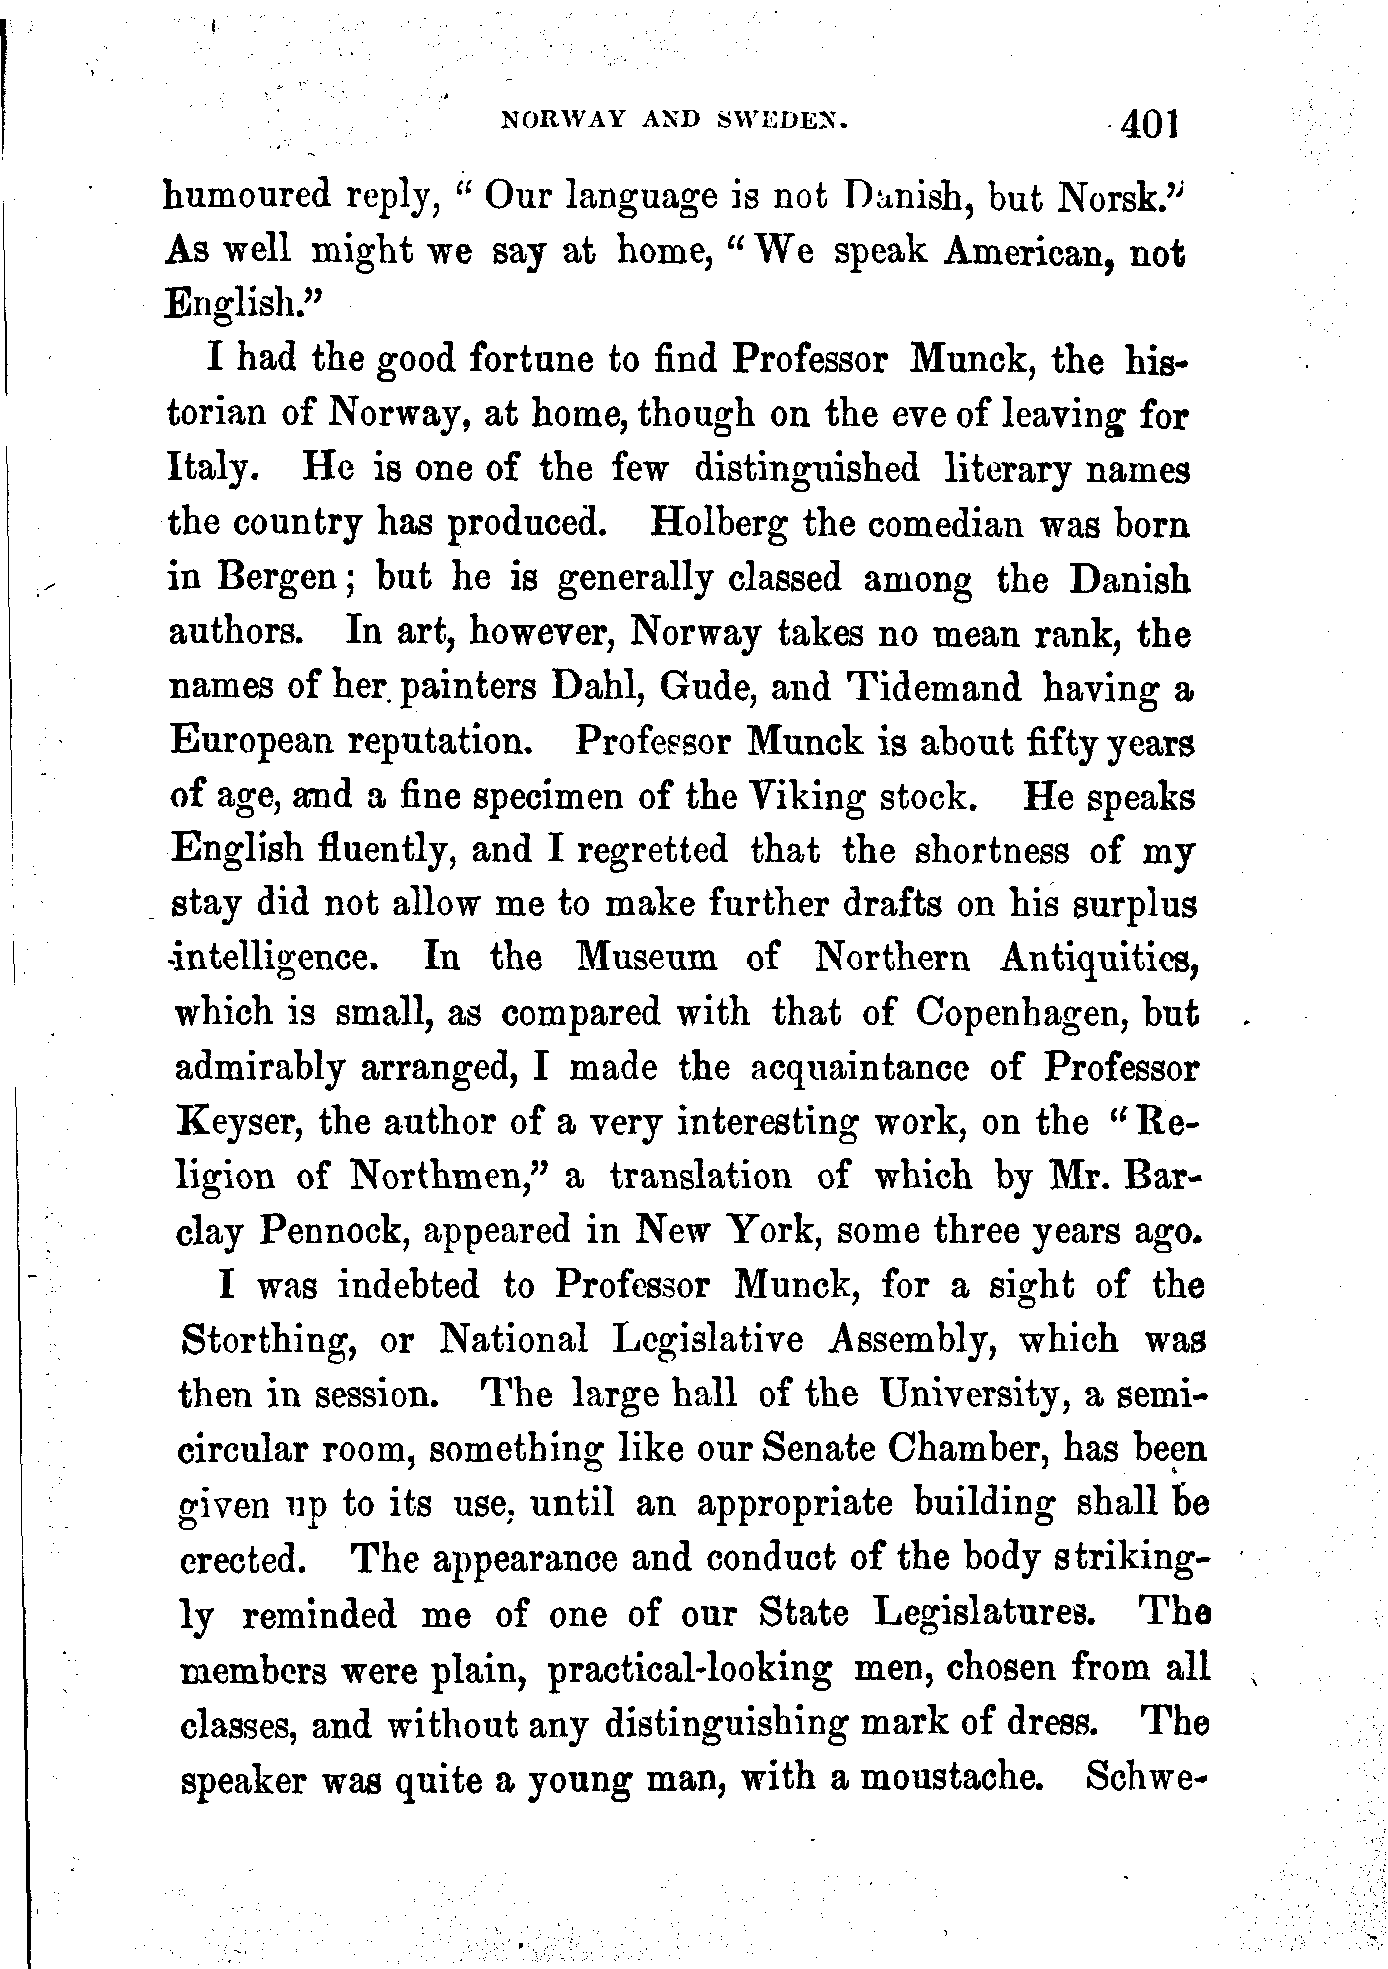 NORWAY AND SWEDEN. 401
humoured reply, “ Our language is not Danish, but Norsk.”
As well might we say at home, “ We speak American, not
English.”
I had the good fortune to find Professor Munck, the his-
torian of Norway, at home, though on the eve of leaving for
Italy. He is one of the few distinguished literary names
the country has produced. Holberg the comedian was born
in Bergen ; but he is generally classed among the Danish
authors. In art, however, Norway takes no mean rank, the
names of her painters Dahl, Gude, and Tidemand having a
European reputation. Professor Munck is about fifty years
of age, and a fine specimen of the Viking stock. He speaks
English fluently, and I regretted that the shortness of my
stay did not allow me to make further drafts on his surplus
intelligence. In the Museum of Northern Antiquities,
which is small, as compared with that of Copenhagen, but
admirably arranged, I made the acquaintance of Professor
Keyser, the author of a very interesting work, on the “ Re-
ligion of Northmen,” a translation of which by Mr. Bar-
clay Pennock, appeared in New York, some three years ago.
I was indebted to Professor Munck, for a sight of the
Storthing, or National Legislative Assembly, which was
then in session. The large hall of the University, a semi-
circular room, something like our Senate Chamber, has been
given up to its use, until an appropriate building shall be
erected. The appearance and conduct of the body striking-
ly reminded me of one of our State Legislatures. The
members were plain, practical-looking men, chosen from all
classes, and without any distinguishing mark of dress. The
speaker was quite a young man, with a moustache. Schwe-